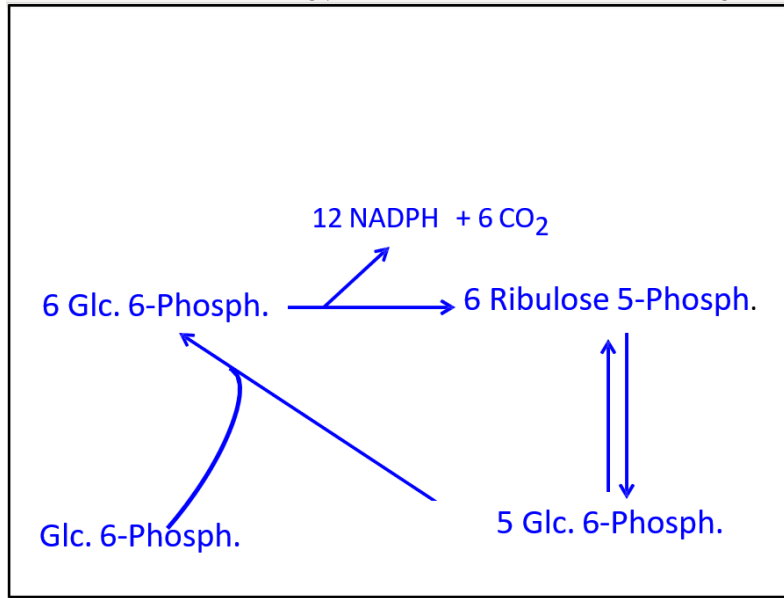 12 NADPH + 6 CO₂
6 Glc. 6-Phosph.
6 Ribulose 5-Phosph.
Glc. 6-Phosph.
5 Glc. 6-Phosph.